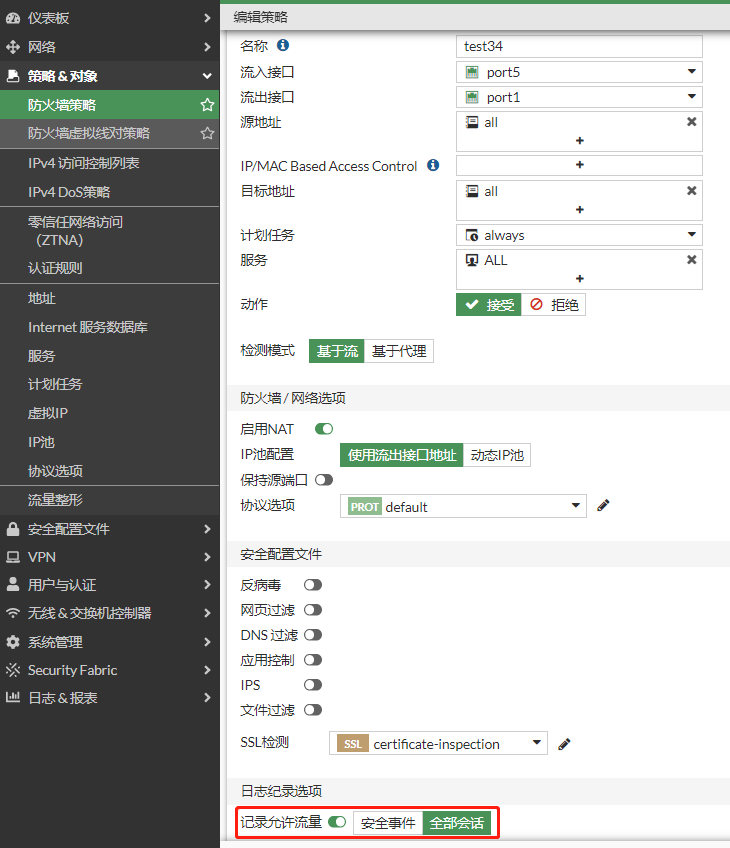 仪表板
网络
策略 & 对象
防火墙策略
防火墙虚拟线对策略
IPv4 访问控制列表
IPv4 DoS策略
零信任网络访问
（ZTNA）
认证规则
地址
Internet 服务数据库
服务
计划任务
虚拟IP
IP池
协议选项
流量整形
安全配置文件
VPN
用户与认证
无线 & 交换机控制器
系统管理
Security Fabric
日志 & 报表
编辑策略
名称 test34
流入接口 port5
流出接口 port1
源地址 all
IP/MAC Based Access Control
目标地址 all
计划任务 always
服务 ALL
动作 接受 拒绝
检测模式 基于流 基于代理
防火墙 / 网络选项
启用NAT
IP池配置 使用流出接口地址 动态IP池
保持源端口
协议选项 PROT default
安全配置文件
反病毒
网页过滤
DNS 过滤
应用控制
IPS
文件过滤
SSL检测 SSL certificate-inspection
日志纪录选项
记录允许流量 安全事件 全部会话